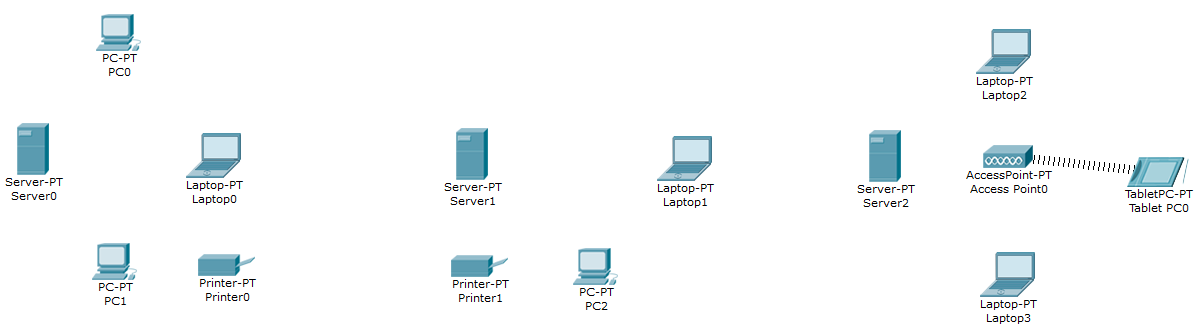 PC-PT
PC0
Laptop-PT
Laptop2
Server-PT
Server0
Laptop-PT
Laptop0
Server-PT
Server1
Laptop-PT
Laptop1
Server-PT
Server2
AccessPoint-PT
Access Point0
TabletPC-PT
Tablet PC0
PC-PT
PC1
Printer-PT
Printer0
Printer-PT
Printer1
PC-PT
PC2
Laptop-PT
Laptop3